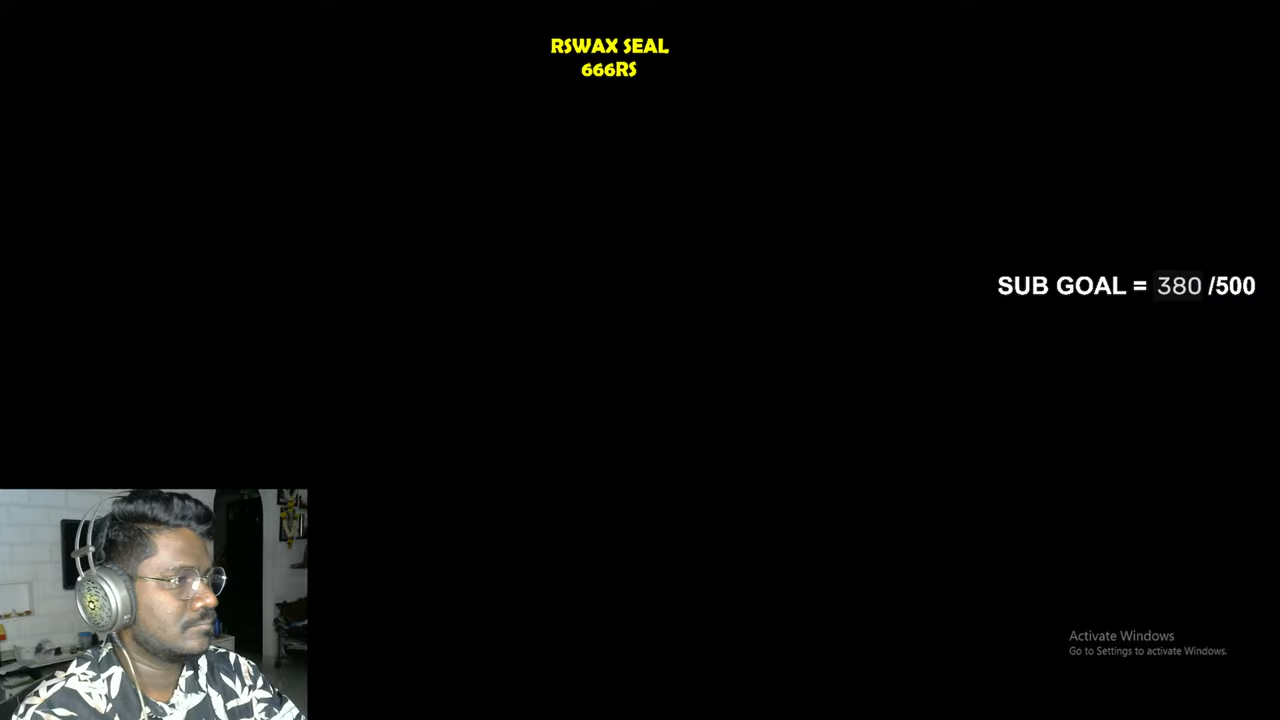 RSWAX SEAL
666RS
SUB GOAL = 380 /500
Activate Windows
Go to Settings to activate Windows.